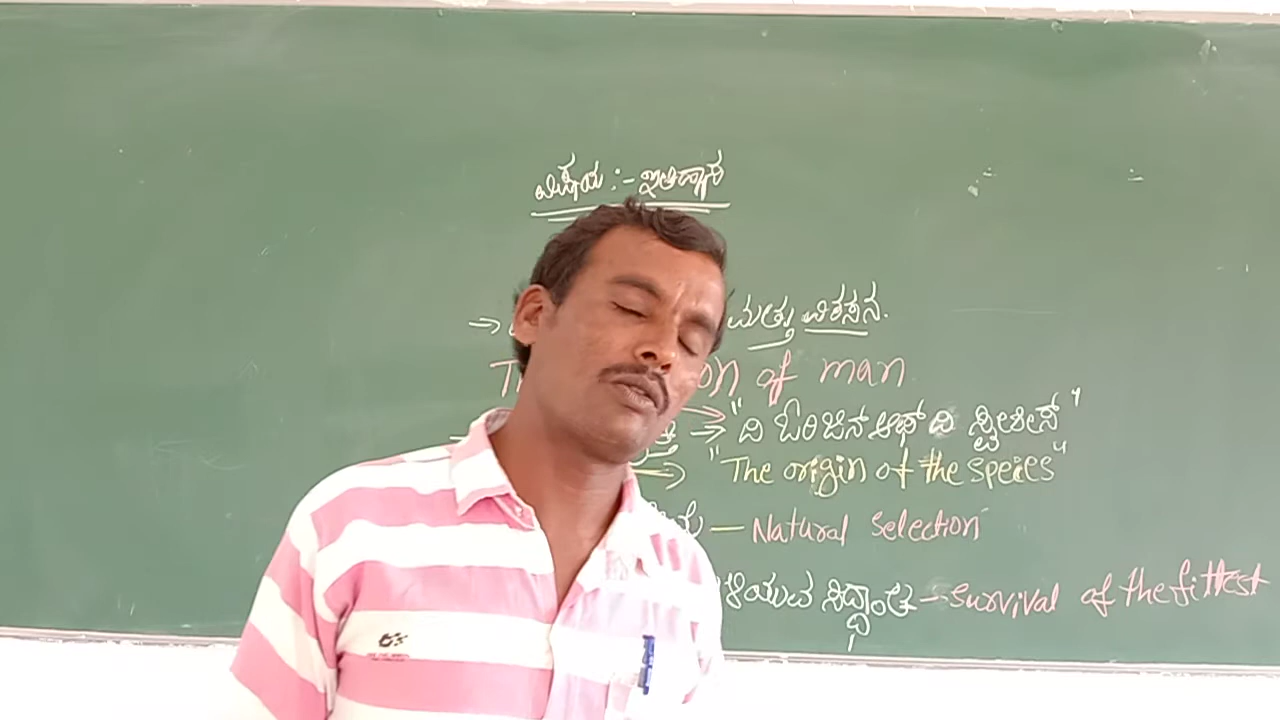 ವಿಷಯ :- ಇತಿಹಾಸ
→ ಮತ್ತು ವಿಕಸನ.
on of man
→ "ದಿ ಓರಿಜಿನ್ ಆಫ್ ದಿ ಸ್ಪೀಶೀಸ್"
→ "The origin of the species"
— Natural selection
ಳಿಯುವ ಸಿದ್ಧಾಂತ — survival of the fittest